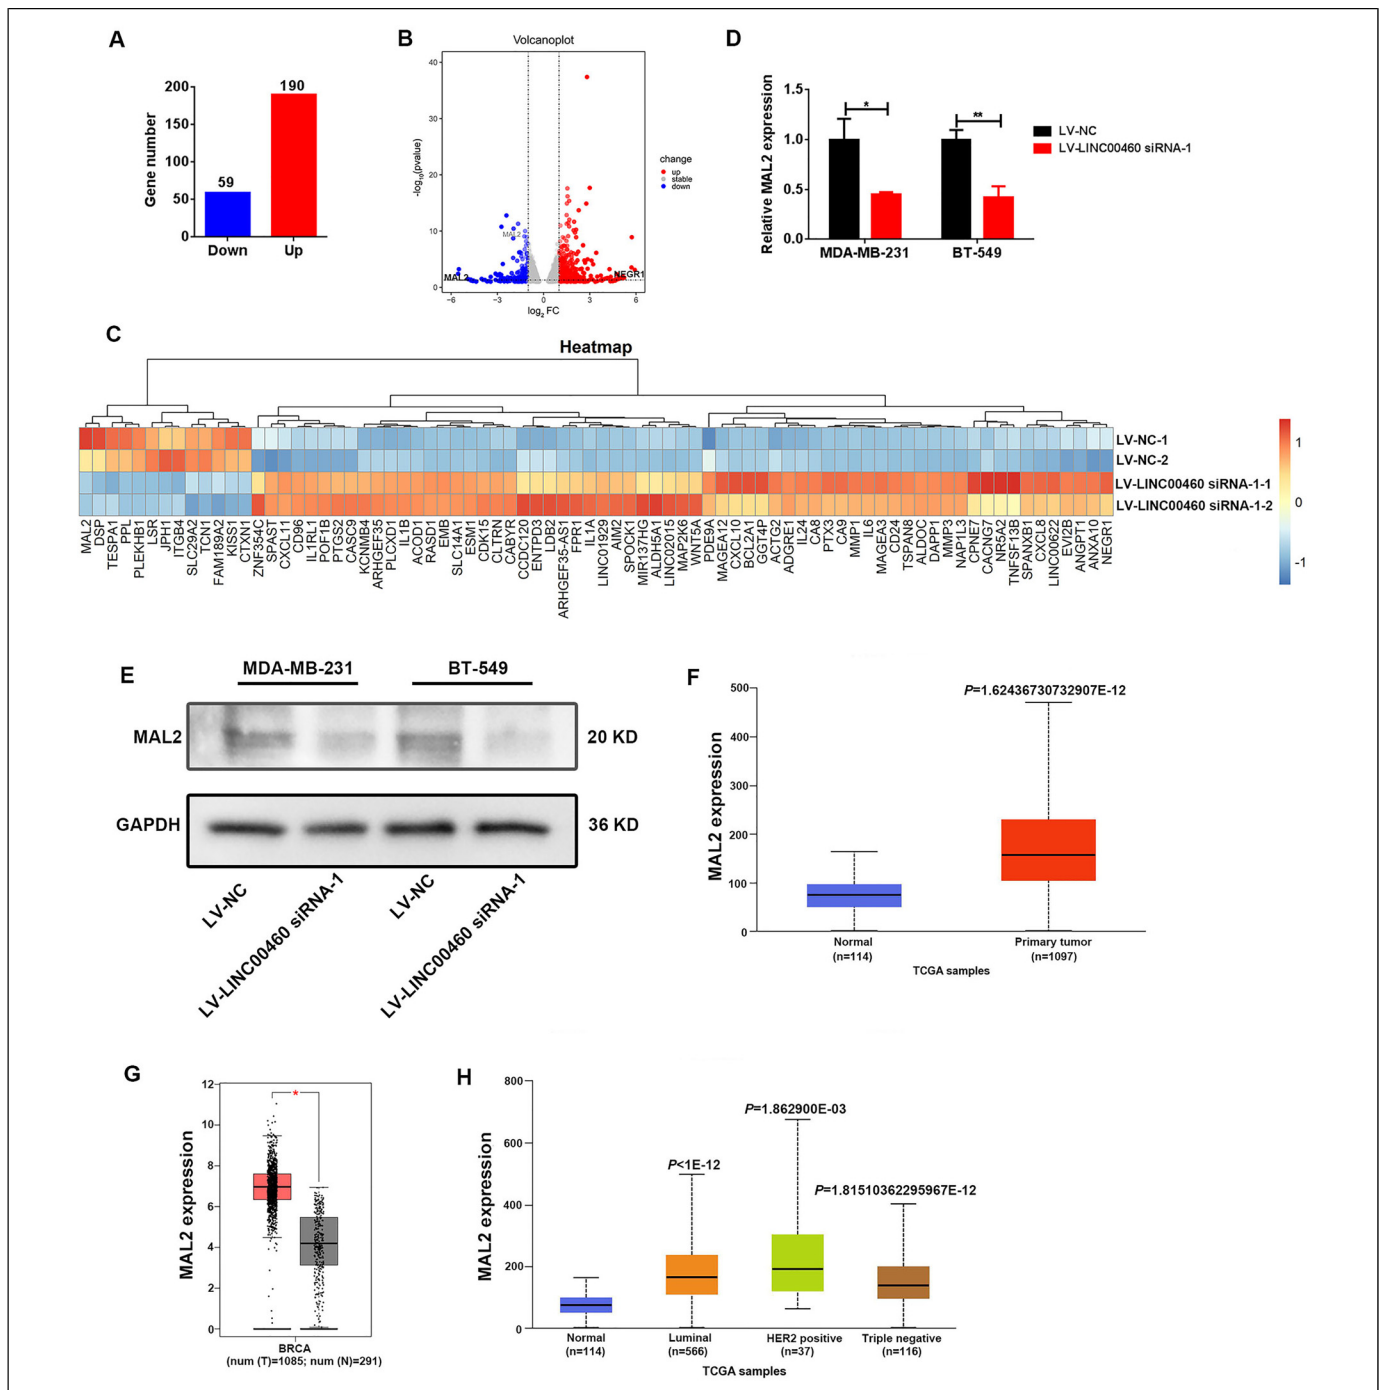 A
Gene number
200
150
100
50
0
59
190
Down
Up
B
Volcanoplot
-log10(pvalue)
40
30
20
10
0
MAL2
MAL2
NEGR1
-6
-3
0
3
6
log2 FC
change
up
stable
down
D
Relative MAL2 expression
1.5
1.0
0.5
0.0
*
**
MDA-MB-231
BT-549
LV-NC
LV-LINC00460 siRNA-1
C
Heatmap
LV-NC-1
LV-NC-2
LV-LINC00460 siRNA-1-1
LV-LINC00460 siRNA-1-2
1
0
-1
MAL2
DSP
TESPA1
PPL
PLEKHB1
LSR
JPH1
ITGB4
SLC29A2
TCN1
FAM189A2
KISS1
CTXN1
ZNF354C
SPAST
CXCL11
CD96
IL1RL1
POF1B
PTGS2
CASC9
KCNMB4
ARHGEF35
PLCXD1
IL1B
ACOD1
RASD1
EMB
SLC14A1
ESM1
CDK15
CLTRN
CABYR
CCDC120
ENTPD3
LDB2
ARHGEF35-AS1
FPR1
IL1A
LINC01929
AIM2
SPOCK1
MIR137HG
ALDH5A1
LINC02015
MAP2K6
WNT5A
PDE9A
MAGEA12
CXCL10
BCL2A1
GGT4P
ACTG2
ADGRE1
IL24
CA8
PTX3
CA9
MMP1
IL6
MAGEA3
CD24
TSPAN8
ALDOC
DAPP1
MMP3
NAP1L3
CPNE7
CACNG7
NR5A2
TNFSF13B
SPANXB1
CXCL8
LINC00622
EVI2B
ANGPT1
ANXA10
NEGR1
E
MDA-MB-231
BT-549
MAL2
20 KD
GAPDH
36 KD
LV-NC
LV-LINC00460 siRNA-1
LV-NC
LV-LINC00460 siRNA-1
F
MAL2 expression
500
400
300
200
100
0
P=1.62436730732907E-12
Normal
(n=114)
Primary tumor
(n=1097)
TCGA samples
G
MAL2 expression
12
10
8
6
4
2
0
*
BRCA
(num (T)=1085; num (N)=291)
H
MAL2 expression
800
600
400
200
0
P<1E-12
P=1.862900E-03
P=1.81510362295967E-12
Normal
(n=114)
Luminal
(n=566)
HER2 positive
(n=37)
Triple negative
(n=116)
TCGA samples